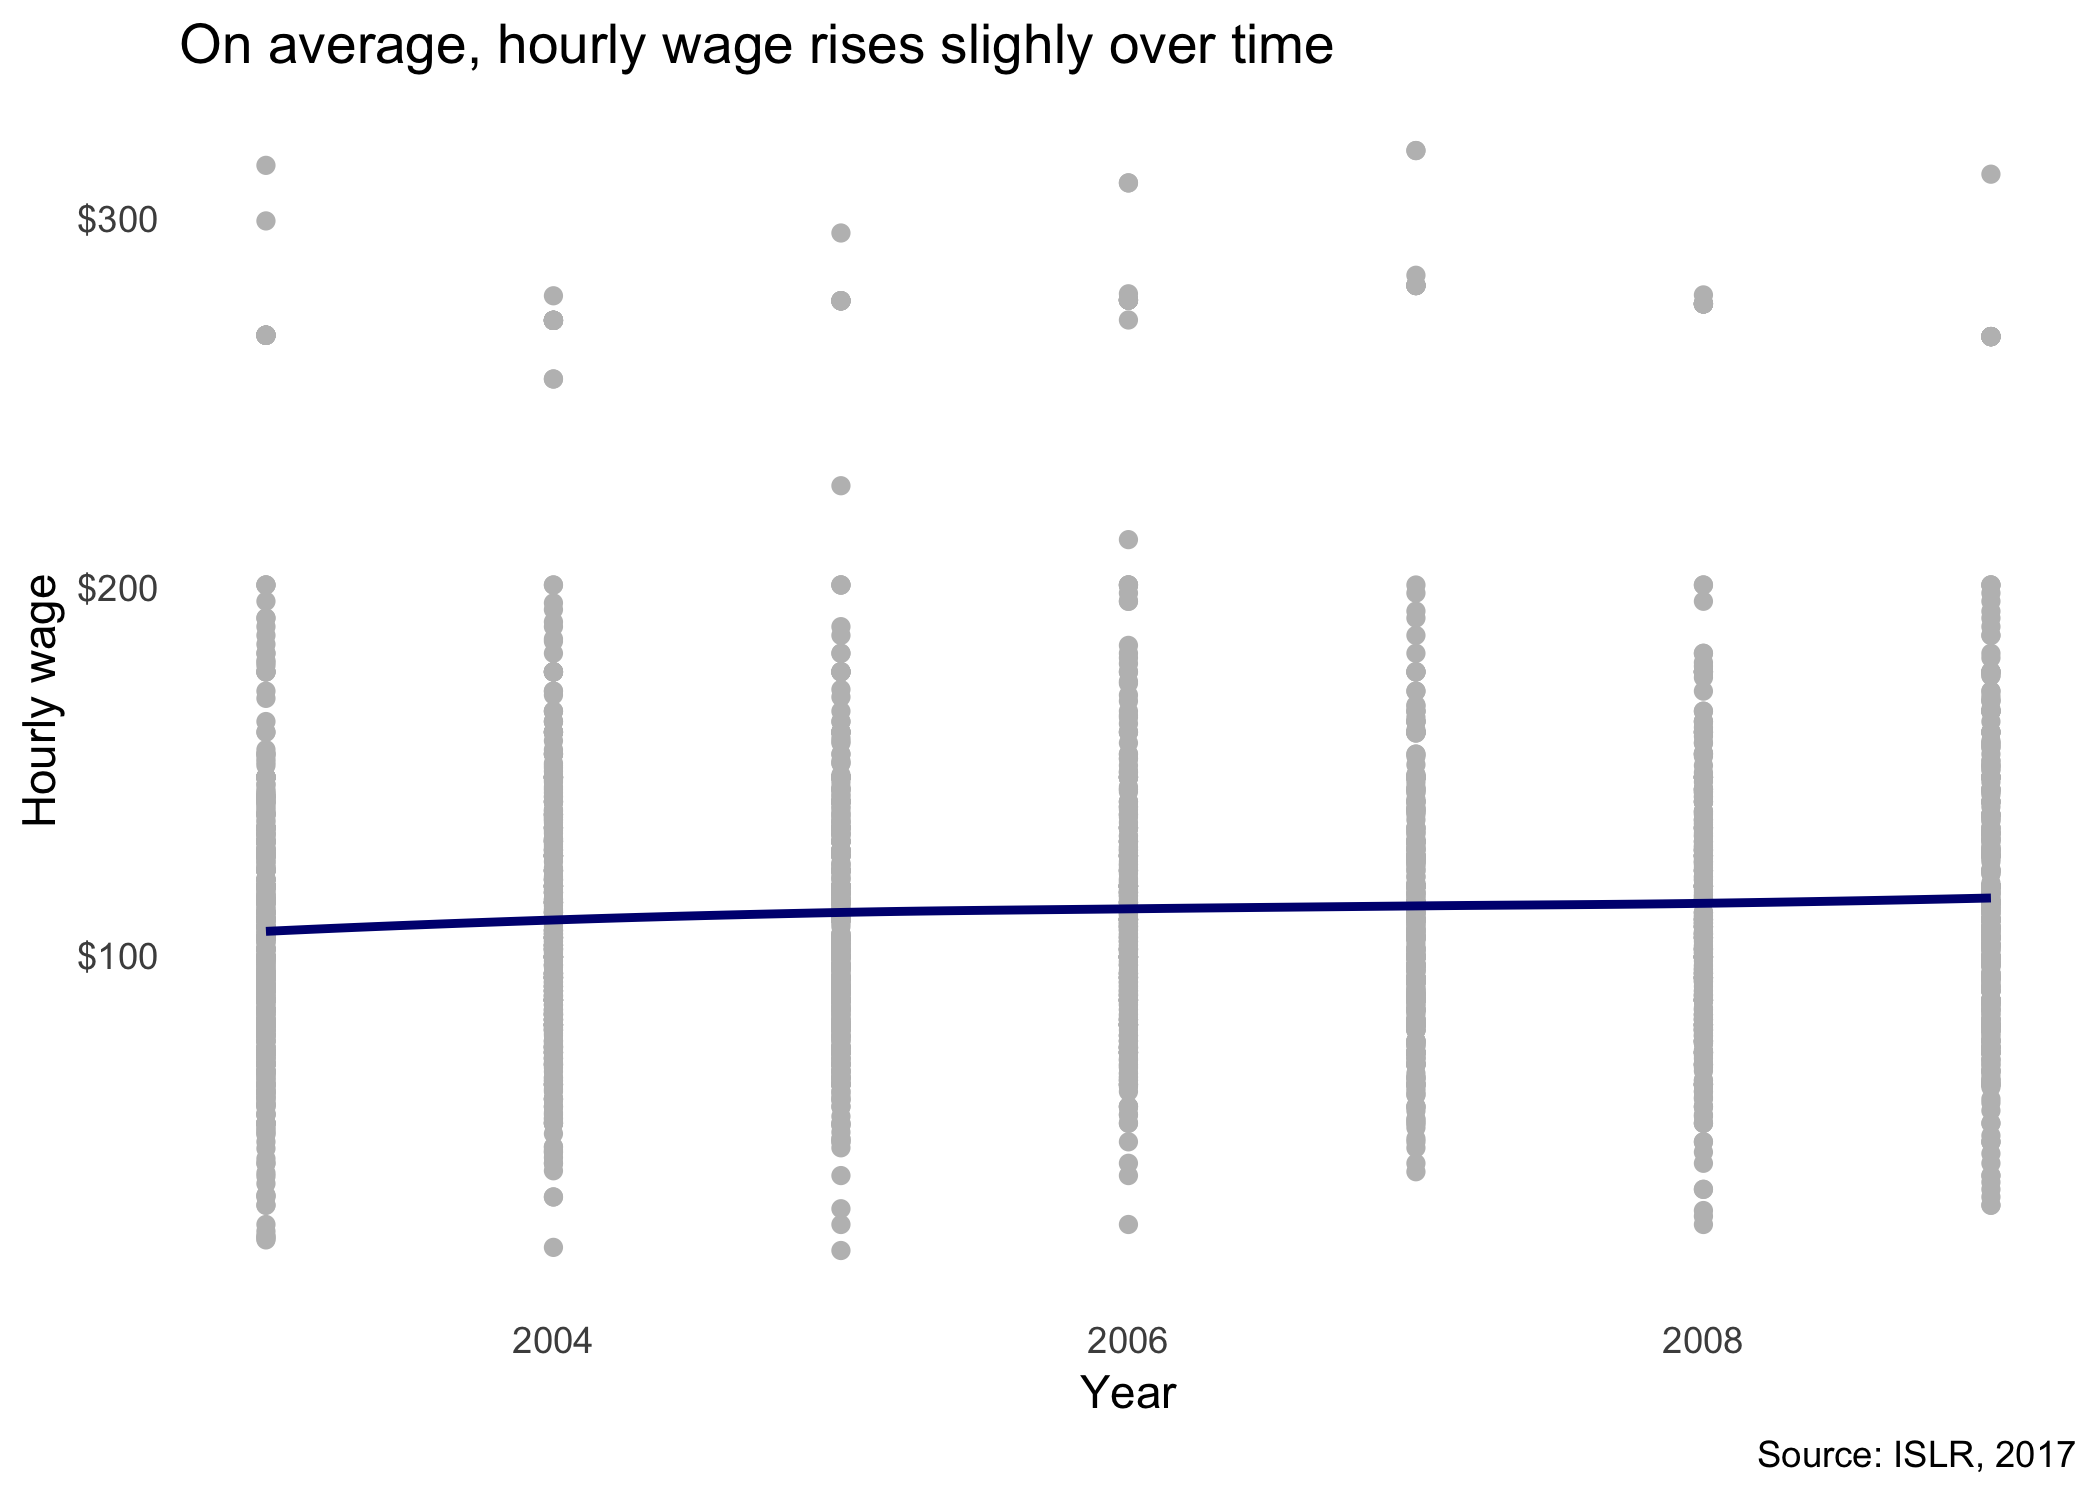 On average, hourly wage rises slighly over time
$300
$200
$100
Hourly wage
2004 2006 2008
Year
Source: ISLR, 2017